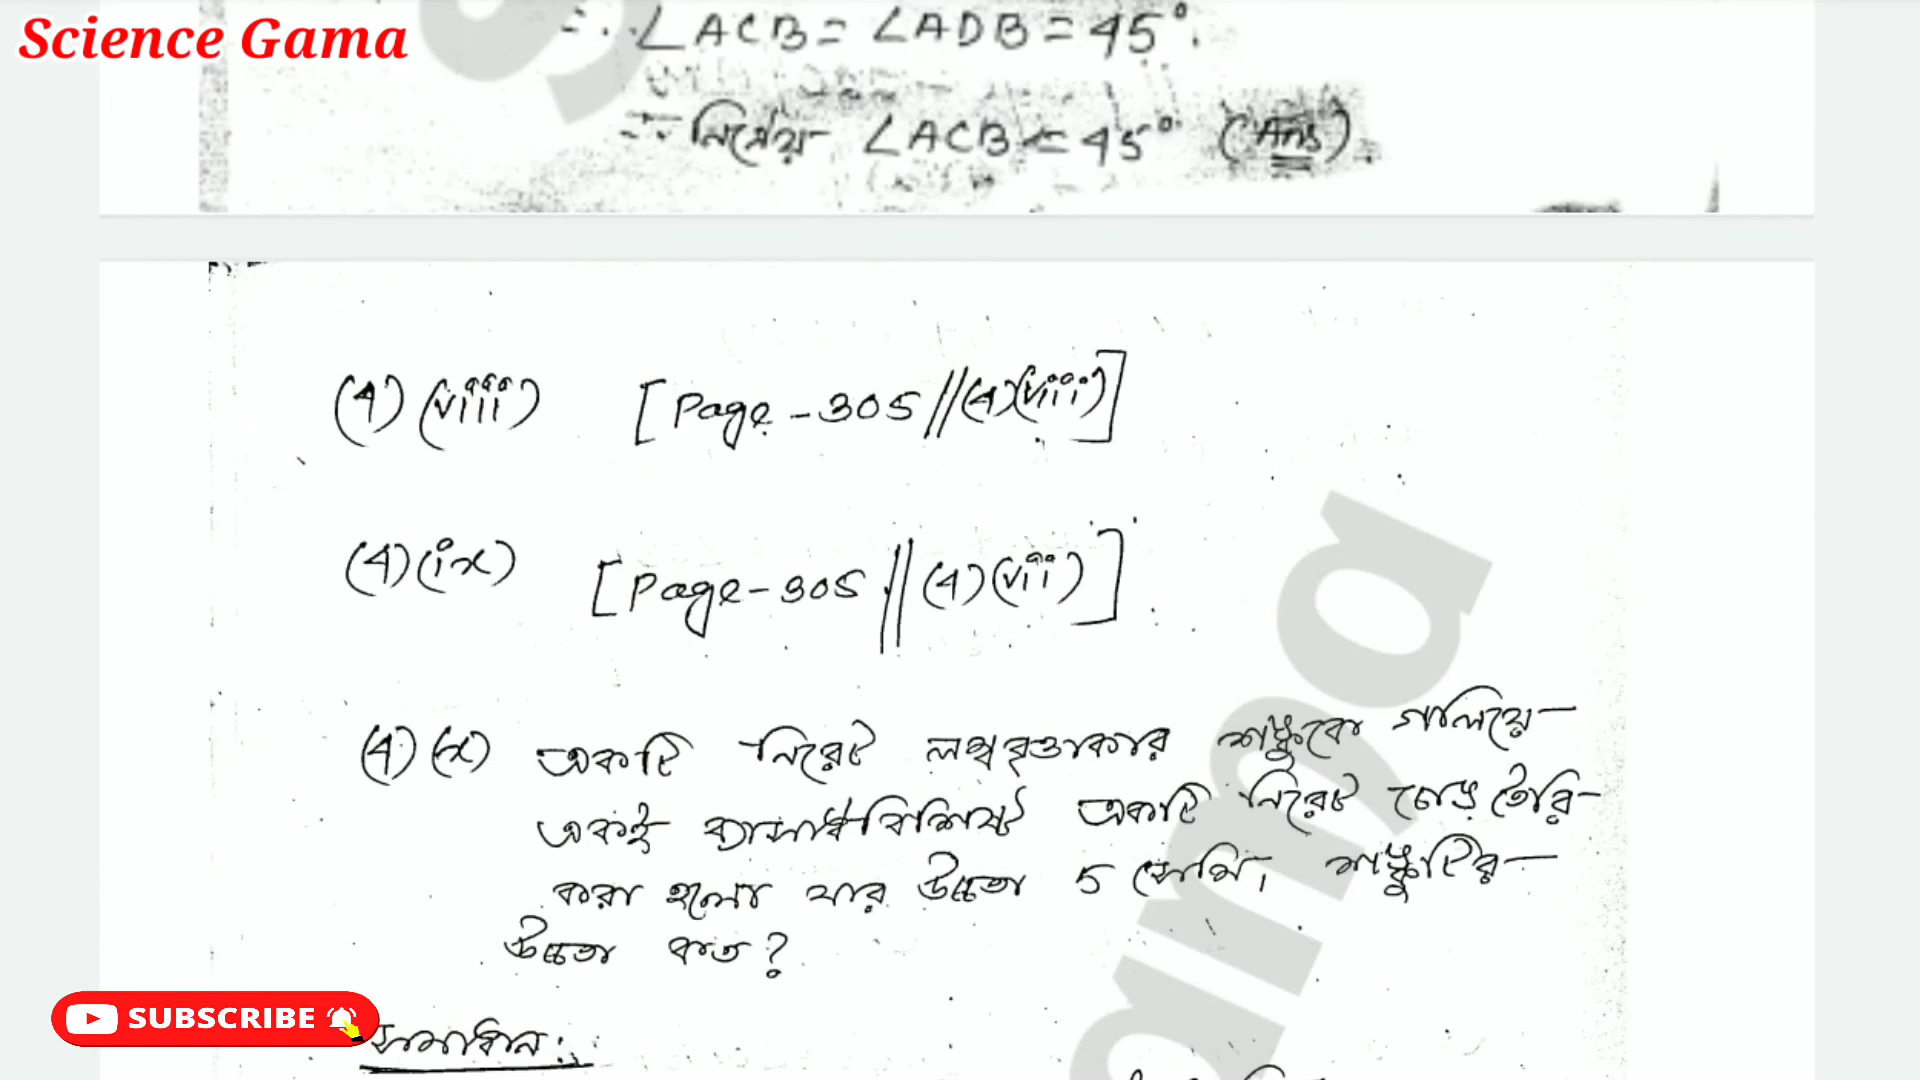 Science Gama
∴ ∠ACB = ∠ADB = 45°.
∴ নির্ণেয় ∠ACB = 45° (Ans).
(4) (viii) [Page-305 // (4)(viii)]
(4) (ix) [Page-305 // (4)(vii)]
(4) (x) একটি নিরেট লম্ববৃত্তাকার শঙ্কুকে গালিয়ে
একই ব্যাসার্ধবিশিষ্ট একটি নিরেট চোঙ তৈরি
করা হলো যার উচ্চতা 5 সেমি। শঙ্কুটির
উচ্চতা কত?
SUBSCRIBE
সমাধান: